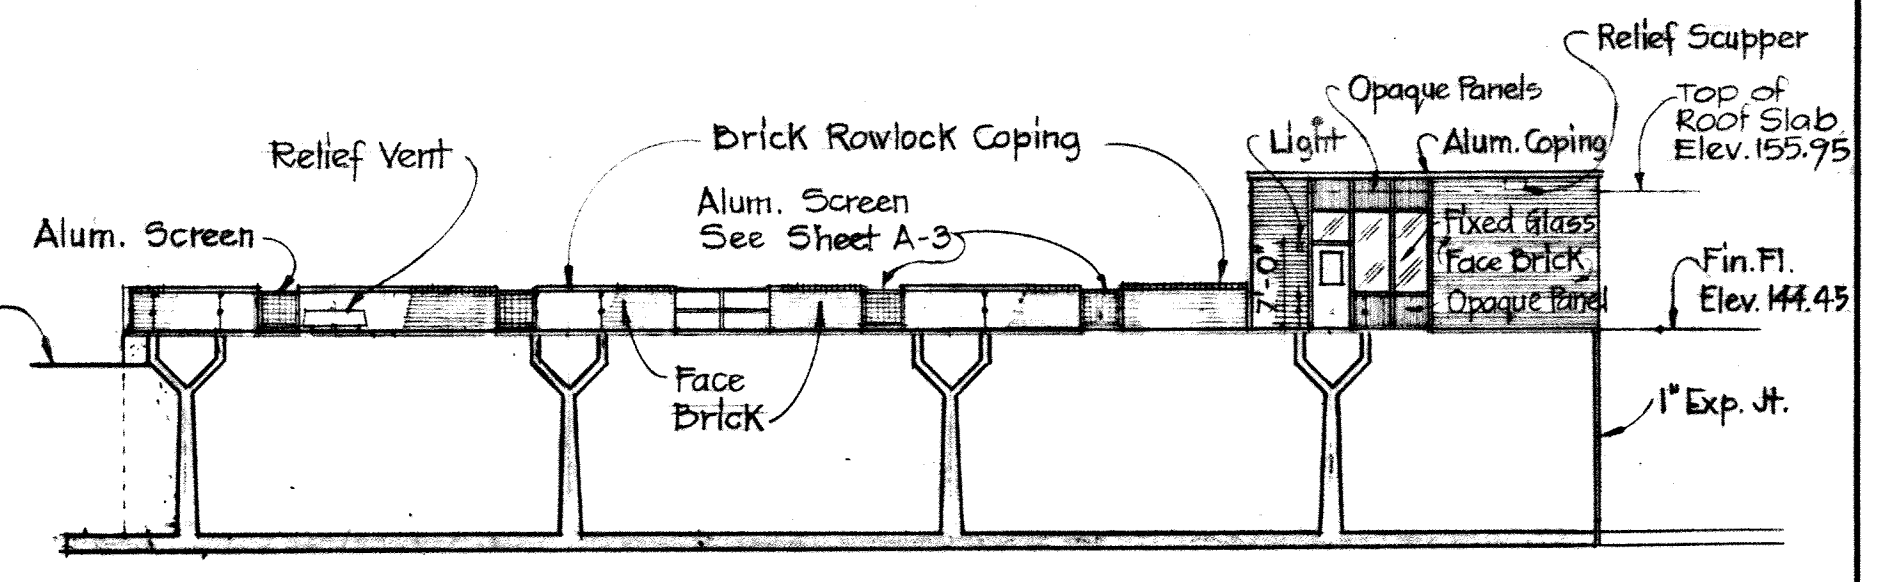 Relief Scupper
Opaque Panels
Top of
Roof Slab
Elev. 155.95
Brick Rowlock Coping
Light
Alum. Coping
Relief Vent
Alum. Screen
See Sheet A-3
Alum. Screen
Fixed Glass
Face Brick
Opaque Panel
7'-0"
Fin. Fl.
Elev. 144.45
Face
Brick
1" Exp. Jt.